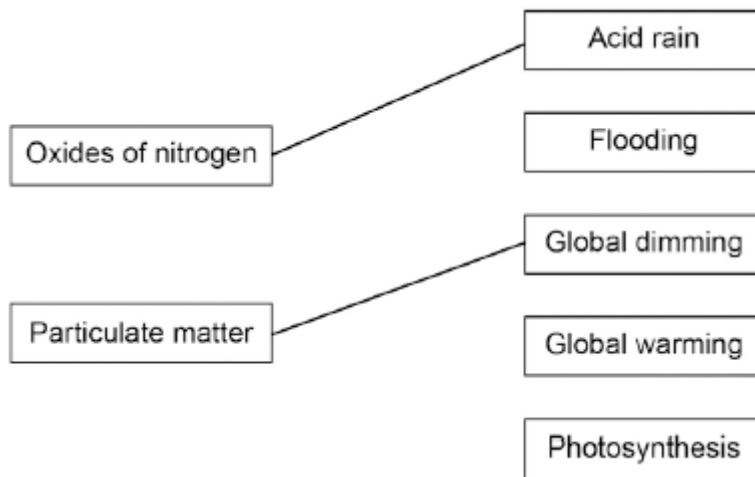 Oxides of nitrogen
Particulate matter
Acid rain
Flooding
Global dimming
Global warming
Photosynthesis